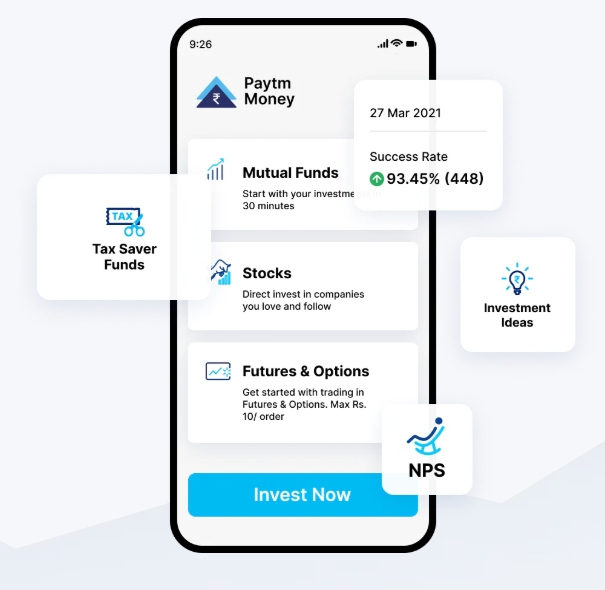 9:26
Paytm
Money
27 Mar 2021
Success Rate
93.45% (448)
Mutual Funds
Start with your
30 minutes
TAX
Tax Saver
Funds
Stocks
Direct invest in companies
you love and follow
₹
Investment
Ideas
Futures & Options
Get started with trading in
Futures & Options. Max Rs.
10/ order
NPS
Invest Now